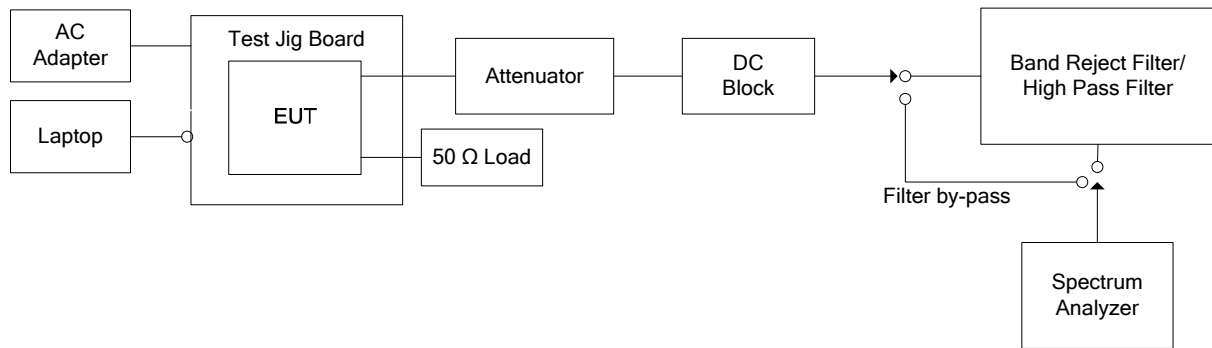 AC
Adapter
Laptop
Test Jig Board
EUT
Attenuator
50 Ω Load
DC
Block
Band Reject Filter/
High Pass Filter
Filter by-pass
Spectrum
Analyzer